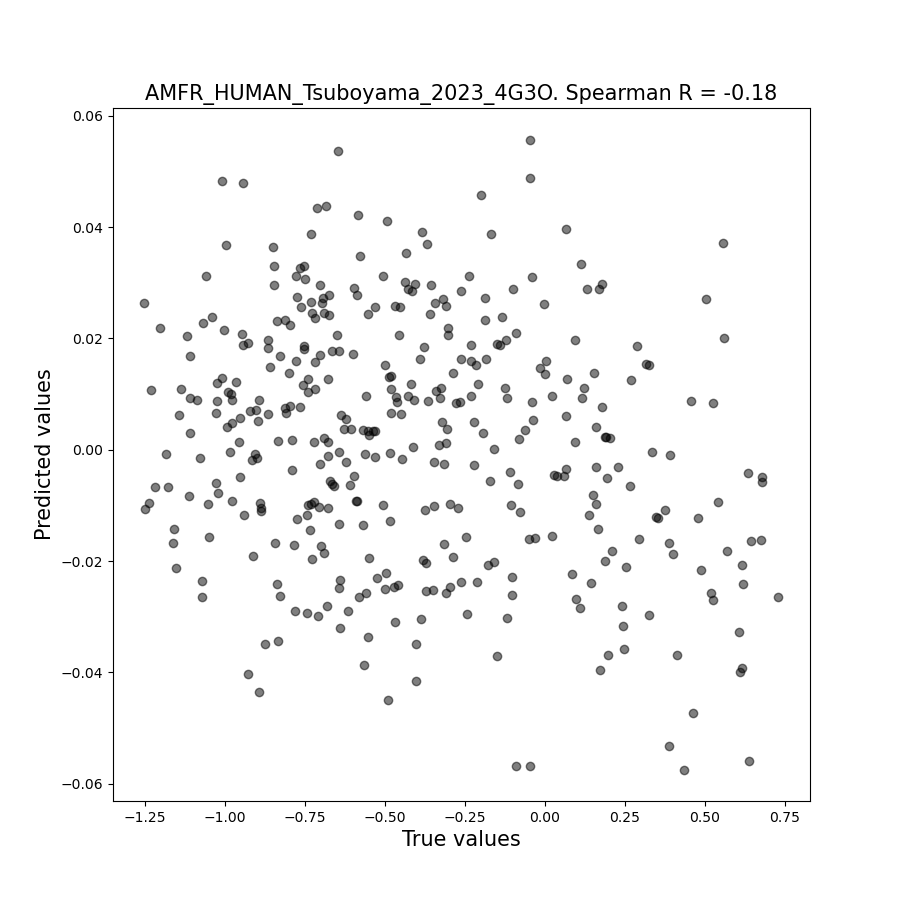 AMFR_HUMAN_Tsuboyama_2023_4G3O. Spearman R = -0.18
0.06
0.04
0.02
0.00
−0.02
−0.04
−0.06
Predicted values
−1.25 −1.00 −0.75 −0.50 −0.25 0.00 0.25 0.50 0.75
True values